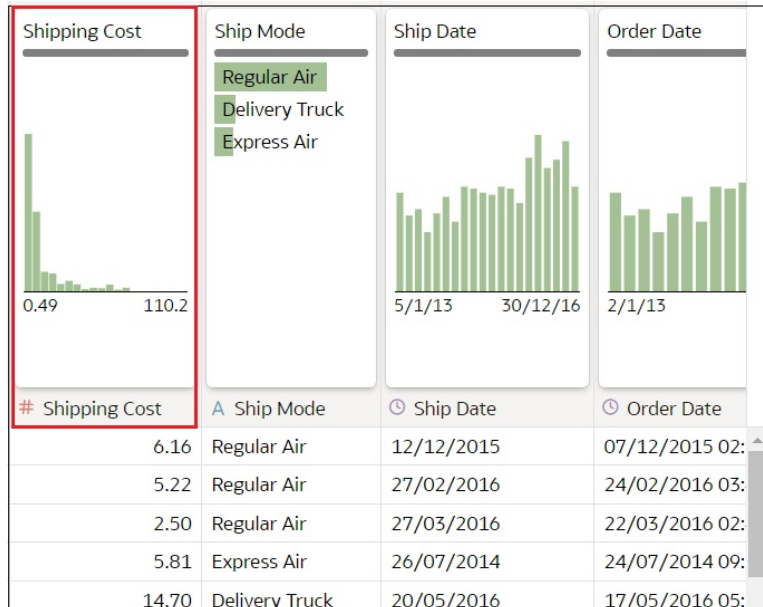 Shipping Cost Ship Mode Ship Date Order Date
Regular Air
Delivery Truck
Express Air
0.49 110.2 5/1/13 30/12/16 2/1/13
# Shipping Cost A Ship Mode Ship Date Order Date
6.16 Regular Air 12/12/2015 07/12/2015 02:
5.22 Regular Air 27/02/2016 24/02/2016 03:
2.50 Regular Air 27/03/2016 22/03/2016 02:
5.81 Express Air 26/07/2014 24/07/2014 09:
14.70 Delivery Truck 20/05/2016 17/05/2016 05: